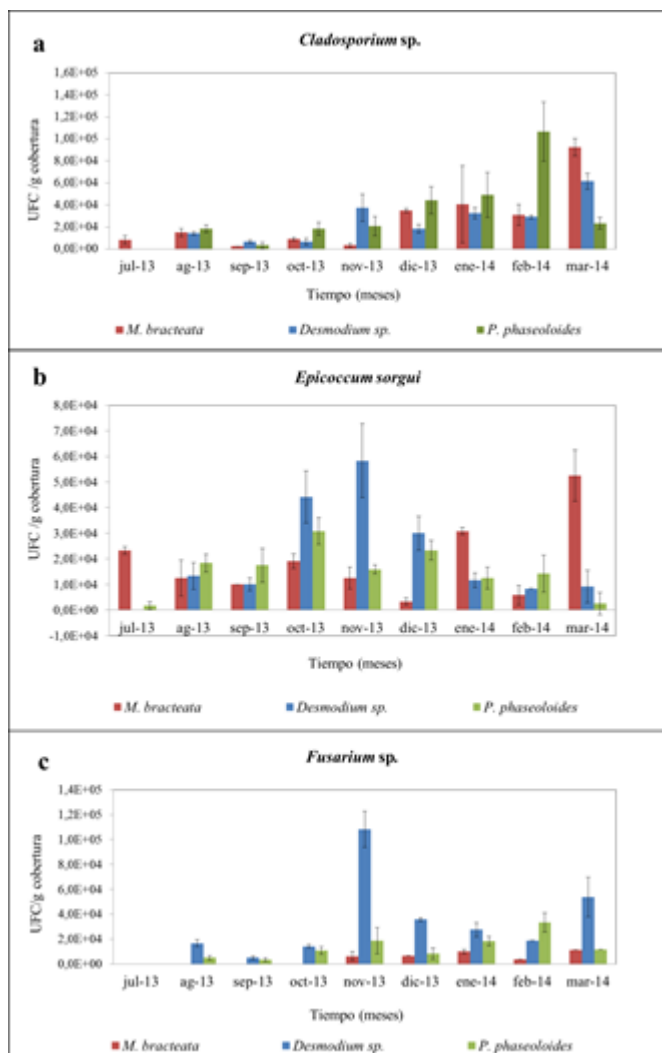 a
Cladosporium sp.
UFC /g cobertura
1,6E+05
1,4E+05
1,2E+05
1,0E+05
8,0E+04
6,0E+04
4,0E+04
2,0E+04
0,0E+00
jul-13 ag-13 sep-13 oct-13 nov-13 dic-13 ene-14 feb-14 mar-14
Tiempo (meses)
M. bracteata Desmodium sp. P. phaseoloides
b
Epicoccum sorgui
UFC /g cobertura
8,0E+04
7,0E+04
6,0E+04
5,0E+04
4,0E+04
3,0E+04
2,0E+04
1,0E+04
0,0E+00
-1,0E+04
jul-13 ag-13 sep-13 oct-13 nov-13 dic-13 ene-14 feb-14 mar-14
Tiempo (meses)
M. bracteata Desmodium sp. P. phaseoloides
c
Fusarium sp.
UFC/g cobertura
1,4E+05
1,2E+05
1,0E+05
8,0E+04
6,0E+04
4,0E+04
2,0E+04
0,0E+00
jul-13 ag-13 sep-13 oct-13 nov-13 dic-13 ene-14 feb-14 mar-14
Tiempo (meses)
M. bracteata Desmodium sp. P. phaseoloides